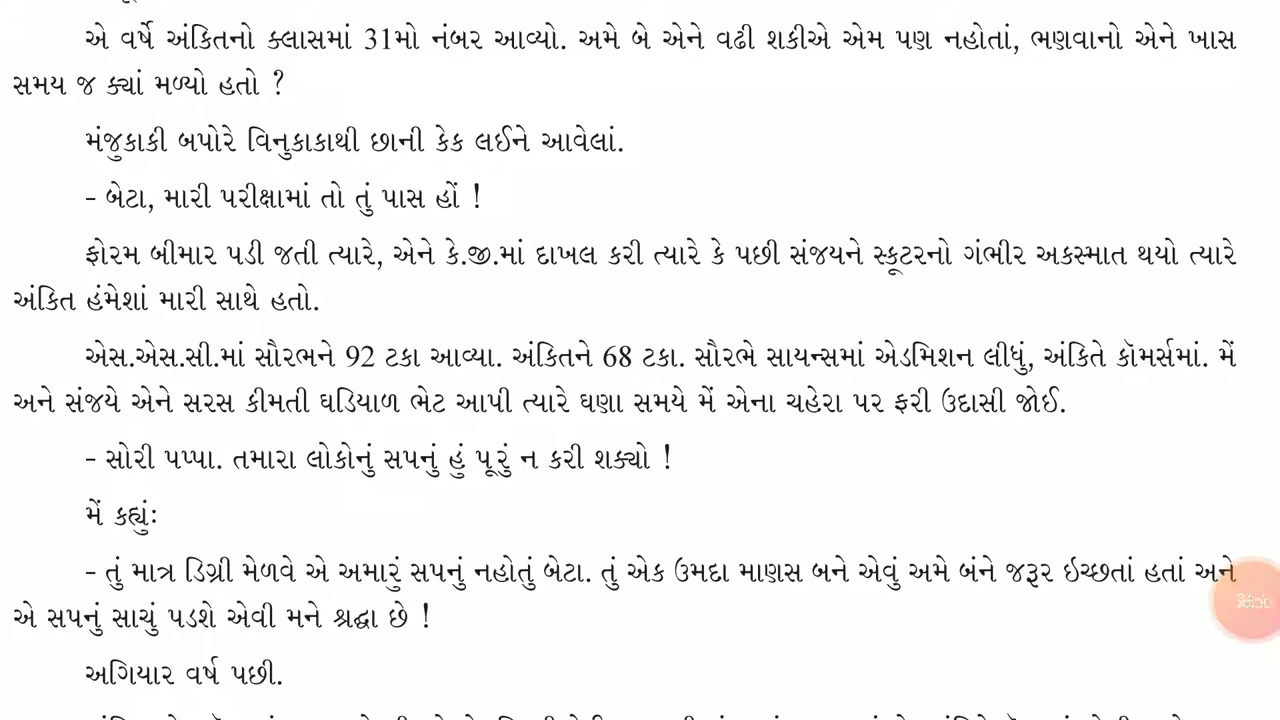 એ વર્ષે અંકિતનો ક્લાસમાં 31મો નંબર આવ્યો. અમે બે એને વઢી શકીએ એમ પણ નહોતાં, ભણવાનો એને ખાસ
સમય જ ક્યાં મળ્યો હતો ?
મંજુકાકી બપોરે વિનુકાકાથી છાની કેક લઈને આવેલાં.
- બેટા, મારી પરીક્ષામાં તો તું પાસ હોં !
ફોરમ બીમાર પડી જતી ત્યારે, એને કે.જી.માં દાખલ કરી ત્યારે કે પછી સંજયને સ્કૂટરનો ગંભીર અકસ્માત થયો ત્યારે
અંકિત હંમેશાં મારી સાથે હતો.
એસ.એસ.સી.માં સૌરભને 92 ટકા આવ્યા. અંકિતને 68 ટકા. સૌરભે સાયન્સમાં એડમિશન લીધું, અંકિતે કૉમર્સમાં. મેં
અને સંજયે એને સરસ કીમતી ઘડિયાળ ભેટ આપી ત્યારે ઘણા સમયે મેં એના ચહેરા પર ફરી ઉદાસી જોઈ.
- સોરી પપ્પા. તમારા લોકોનું સપનું હું પૂરું ન કરી શક્યો !
મેં કહ્યુંઃ
- તું માત્ર ડિગ્રી મેળવે એ અમારું સપનું નહોતું બેટા. તું એક ઉમદા માણસ બને એવું અમે બંને જરૂર ઇચ્છતાં હતાં અને
એ સપનું સાચું પડશે એવી મને શ્રદ્ધા છે !
અગિયાર વર્ષ પછી.